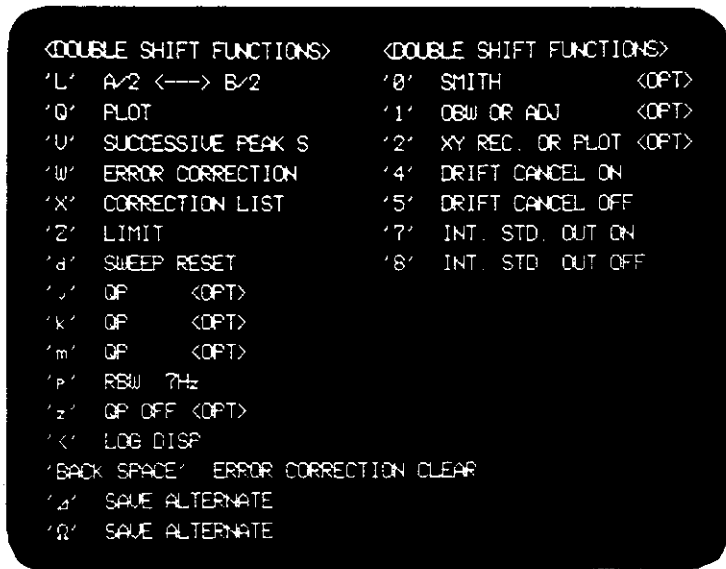 <DOUBLE SHIFT FUNCTIONS>
'L' A/2 <---> B/2
'Q' PLOT
'U' SUCCESSIVE PEAK S
'W' ERROR CORRECTION
'X' CORRECTION LIST
'Z' LIMIT
'd' SWEEP RESET
QP <OPT>
'k' QP <OPT>
'm' QP <OPT>
'P' RBW 7Hz
'z' QP OFF <OPT>
'<' LOG DISP
'BACK SPACE' ERROR CORRECTION CLEAR
'⊿' SAVE ALTERNATE
'Ω' SAVE ALTERNATE
<DOUBLE SHIFT FUNCTIONS>
'0' SMITH <OPT>
'1' OBW OR ADJ <OPT>
'2' XY REC. OR PLOT <OPT>
'4' DRIFT CANCEL ON
'5' DRIFT CANCEL OFF
'7' INT. STD. OUT ON
'8' INT. STD OUT OFF